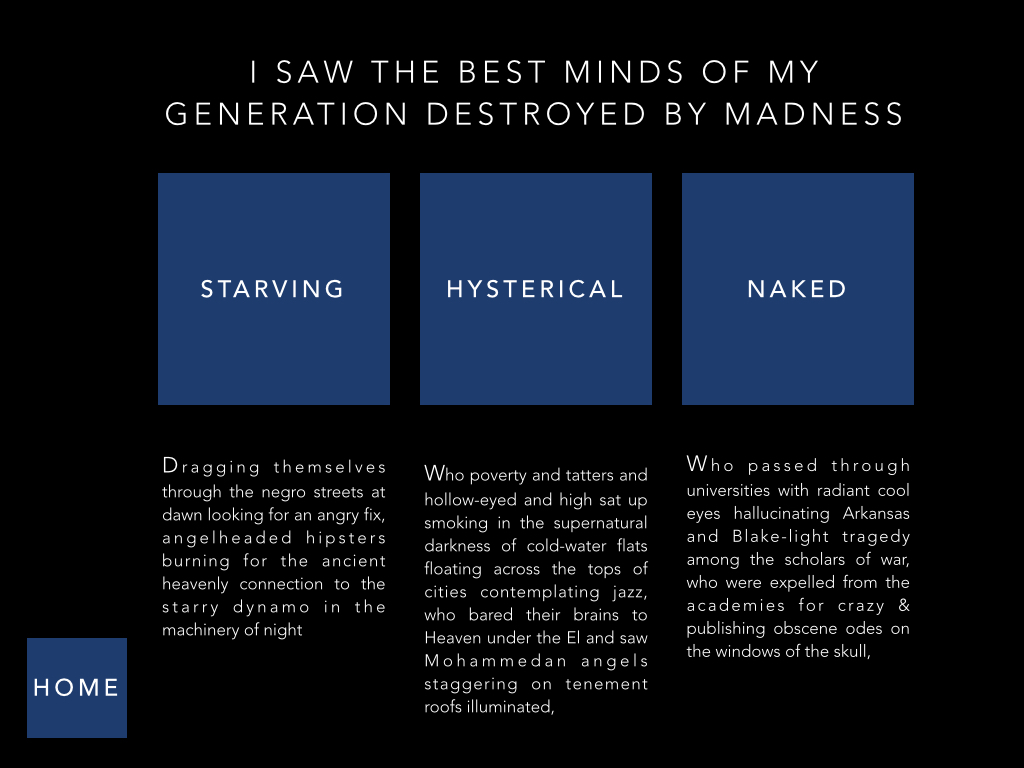 I SAW THE BEST MINDS OF MY
GENERATION DESTROYED BY MADNESS
STARVING
HYSTERICAL
NAKED
Dragging themselves
through the negro streets at
dawn looking for an angry fix,
angelheaded hipsters
burning for the ancient
heavenly connection to the
starry dynamo in the
machinery of night
Who poverty and tatters and
hollow-eyed and high sat up
smoking in the supernatural
darkness of cold-water flats
floating across the tops of
cities contemplating jazz,
who bared their brains to
Heaven under the El and saw
Mohammedan angels
staggering on tenement
roofs illuminated,
Who passed through
universities with radiant cool
eyes hallucinating Arkansas
and Blake-light tragedy
among the scholars of war,
who were expelled from the
academies for crazy &
publishing obscene odes on
the windows of the skull,
HOME